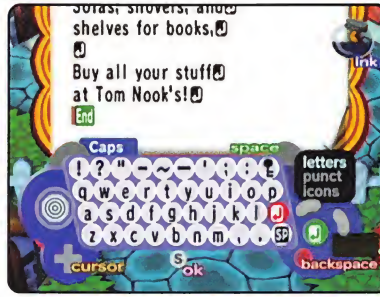 shelves for books,
Buy all your stuff
at Tom Nook's!
End
Ink
Caps
space
! ? " - ~ — ' ; :
q w e r t y u i o p
a s d f g h j k l
z x c v b n m , . SP
letters
punct
icons
cursor
S
ok
backspace